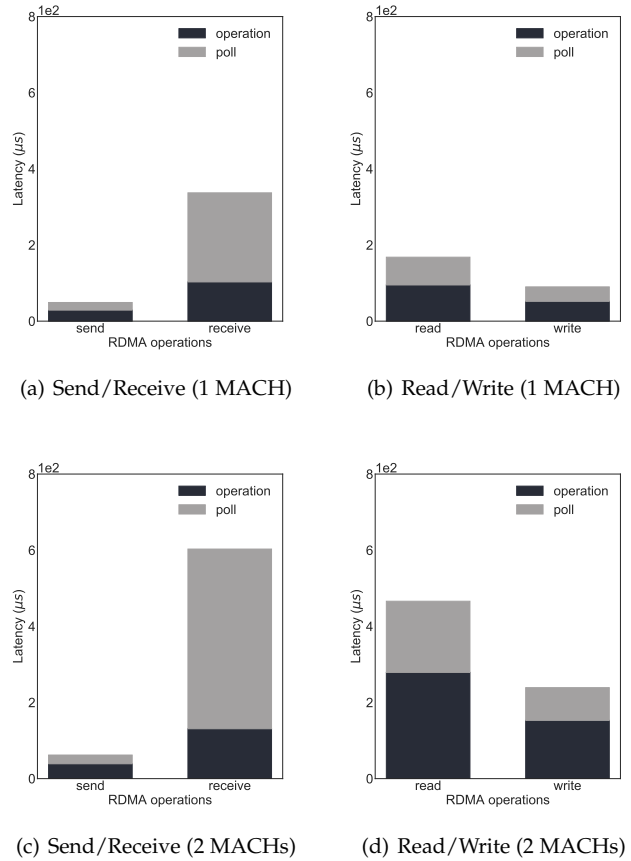 1e2
8
operation
poll
6
Latency (μs)
4
2
0
send receive
RDMA operations
(a) Send/Receive (1 MACH)
1e2
8
operation
poll
6
Latency (μs)
4
2
0
read write
RDMA operations
(b) Read/Write (1 MACH)
1e2
8
operation
poll
6
Latency (μs)
4
2
0
send receive
RDMA operations
(c) Send/Receive (2 MACHs)
1e2
8
operation
poll
6
Latency (μs)
4
2
0
read write
RDMA operations
(d) Read/Write (2 MACHs)